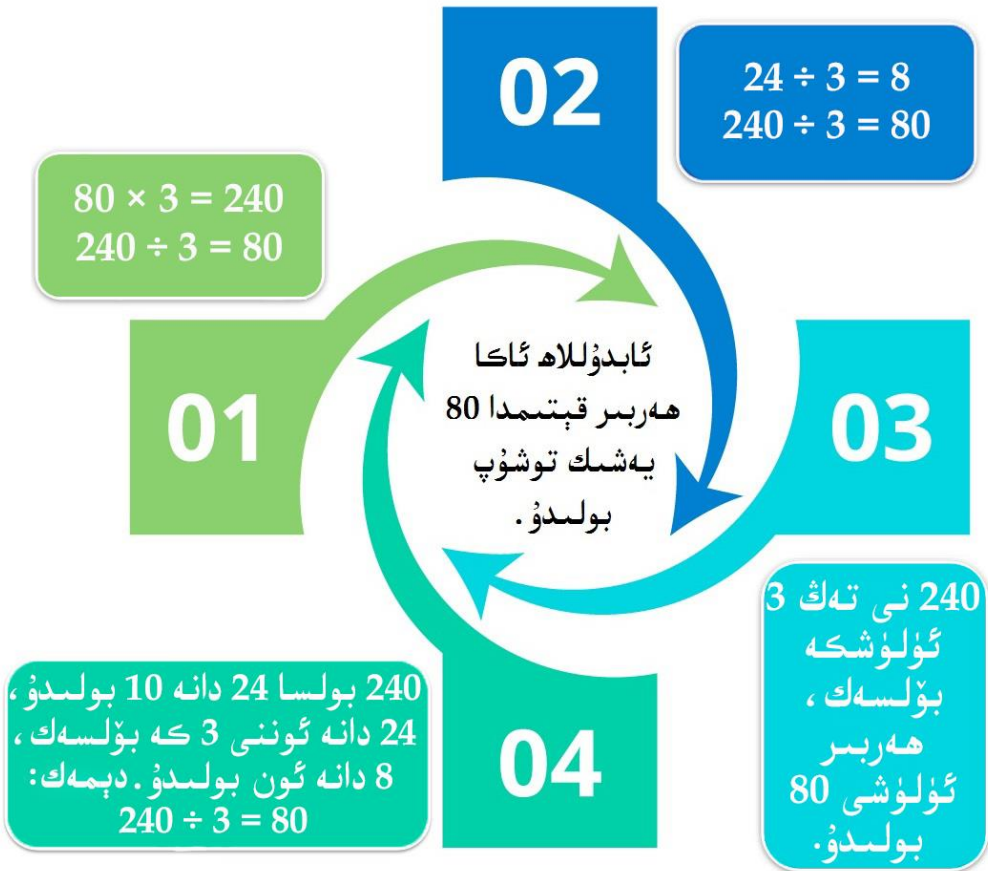 01
80 × 3 = 240
240 ÷ 3 = 80
02
24 ÷ 3 = 8
240 ÷ 3 = 80
ئابدۇللاھ ئاكا
ھەربىر قېتىمدا 80
يەشىك توشۇپ
بولىدۇ.
03
240 نى تەڭ 3
ئۈلۈشكە
بۆلسەك،
ھەربىر
ئۈلۈشى 80
بولىدۇ.
04
240 بولسا 24 دانە 10 بولىدۇ،
24 دانە ئوننى 3 كە بۆلسەك،
8 دانە ئون بولىدۇ. دېمەك:
240 ÷ 3 = 80